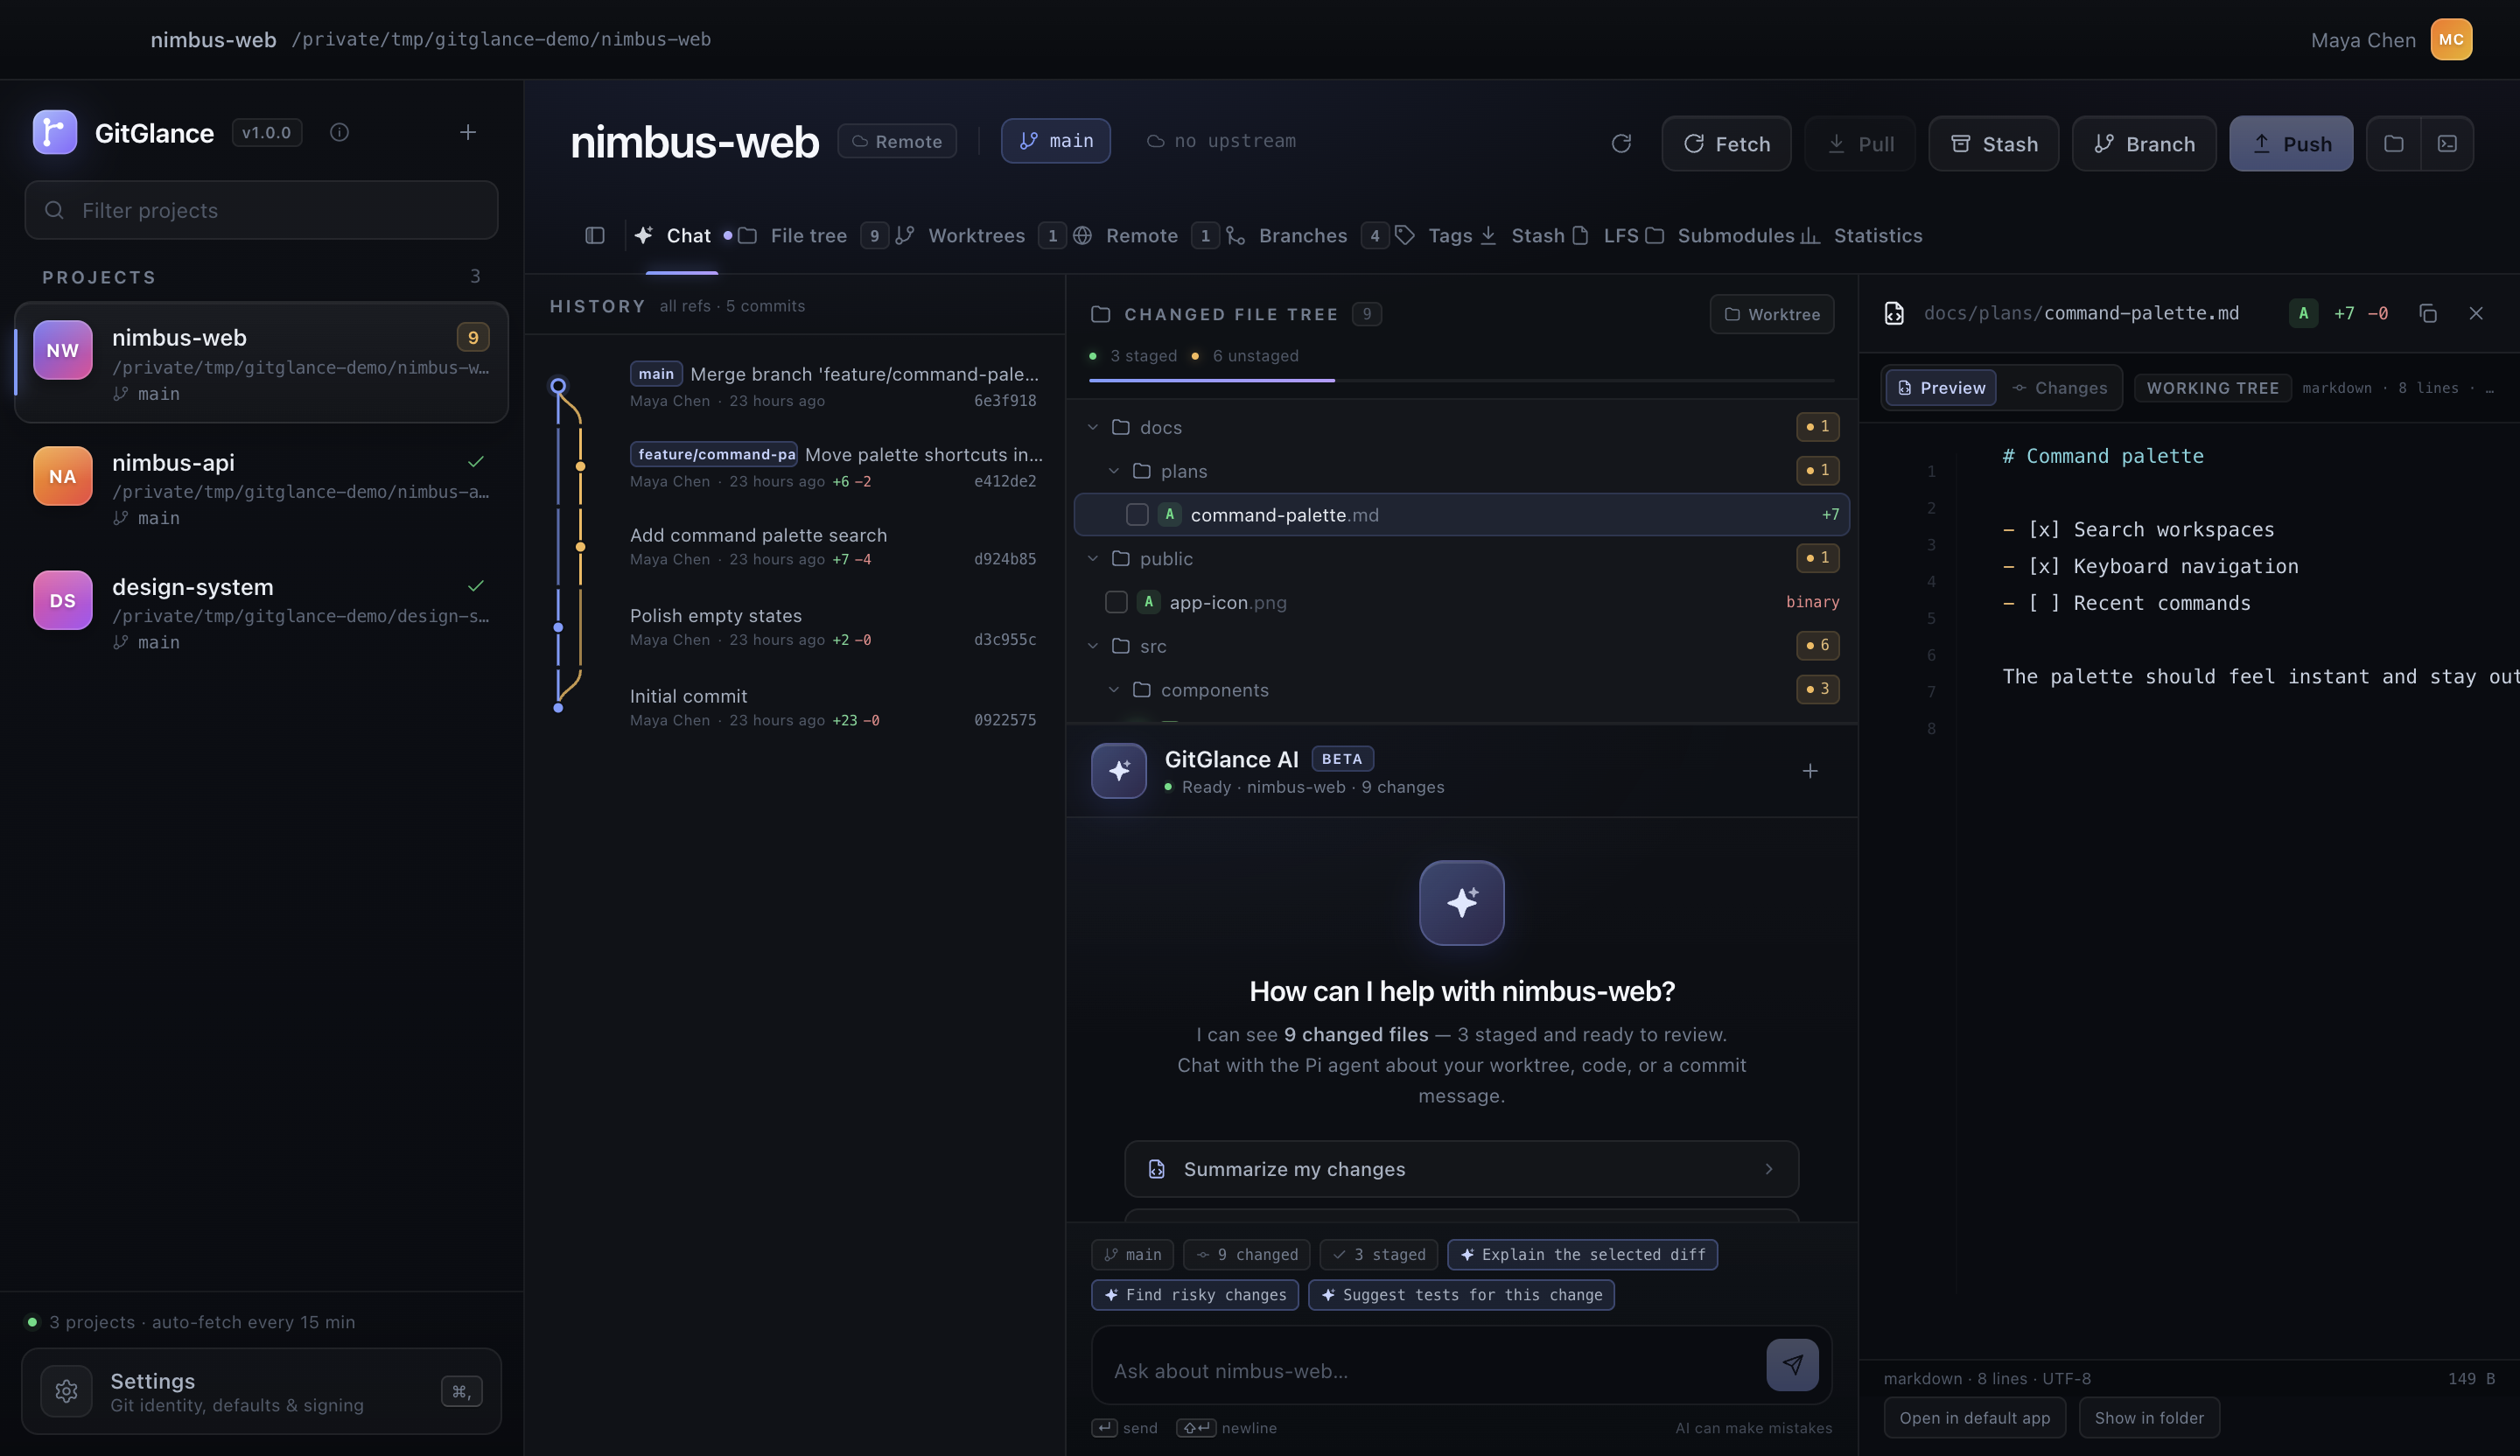 nimbus-web /private/tmp/gitglance-demo/nimbus-web
Maya Chen MC
GitGlance v1.0.0
Filter projects
PROJECTS 3
NW nimbus-web 9
/private/tmp/gitglance-demo/nimbus-w…
main
NA nimbus-api
/private/tmp/gitglance-demo/nimbus-a…
main
DS design-system
/private/tmp/gitglance-demo/design-s…
main
3 projects · auto-fetch every 15 min
Settings
Git identity, defaults & signing
⌘,
nimbus-web Remote main no upstream
Fetch Pull Stash Branch Push
Chat File tree 9 Worktrees 1 Remote 1 Branches 4 Tags Stash LFS Submodules Statistics
HISTORY all refs · 5 commits
main Merge branch 'feature/command-pale…
Maya Chen · 23 hours ago 6e3f918
feature/command-pa Move palette shortcuts in…
Maya Chen · 23 hours ago +6 −2 e412de2
Add command palette search
Maya Chen · 23 hours ago +7 −4 d924b85
Polish empty states
Maya Chen · 23 hours ago +2 −0 d3c955c
Initial commit
Maya Chen · 23 hours ago +23 −0 0922575
CHANGED FILE TREE 9 Worktree
3 staged 6 unstaged
docs 1
plans 1
A command-palette.md +7
public 1
A app-icon.png binary
src 6
components 3
GitGlance AI BETA
Ready · nimbus-web · 9 changes
How can I help with nimbus-web?
I can see 9 changed files — 3 staged and ready to review.
Chat with the Pi agent about your worktree, code, or a commit
message.
Summarize my changes
main 9 changed 3 staged Explain the selected diff
Find risky changes Suggest tests for this change
Ask about nimbus-web…
send newline AI can make mistakes
docs/plans/command-palette.md A +7 −0
Preview Changes WORKING TREE markdown · 8 lines · …
1 # Command palette
2
3 - [x] Search workspaces
4 - [x] Keyboard navigation
5 - [ ] Recent commands
6
7 The palette should feel instant and stay out
8
markdown · 8 lines · UTF-8 149 B
Open in default app Show in folder